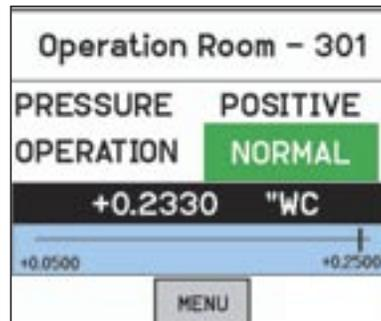 Operation Room - 301
PRESSURE POSITIVE
OPERATION NORMAL
+0.2330 "WC
+0.0500 +0.2500
MENU